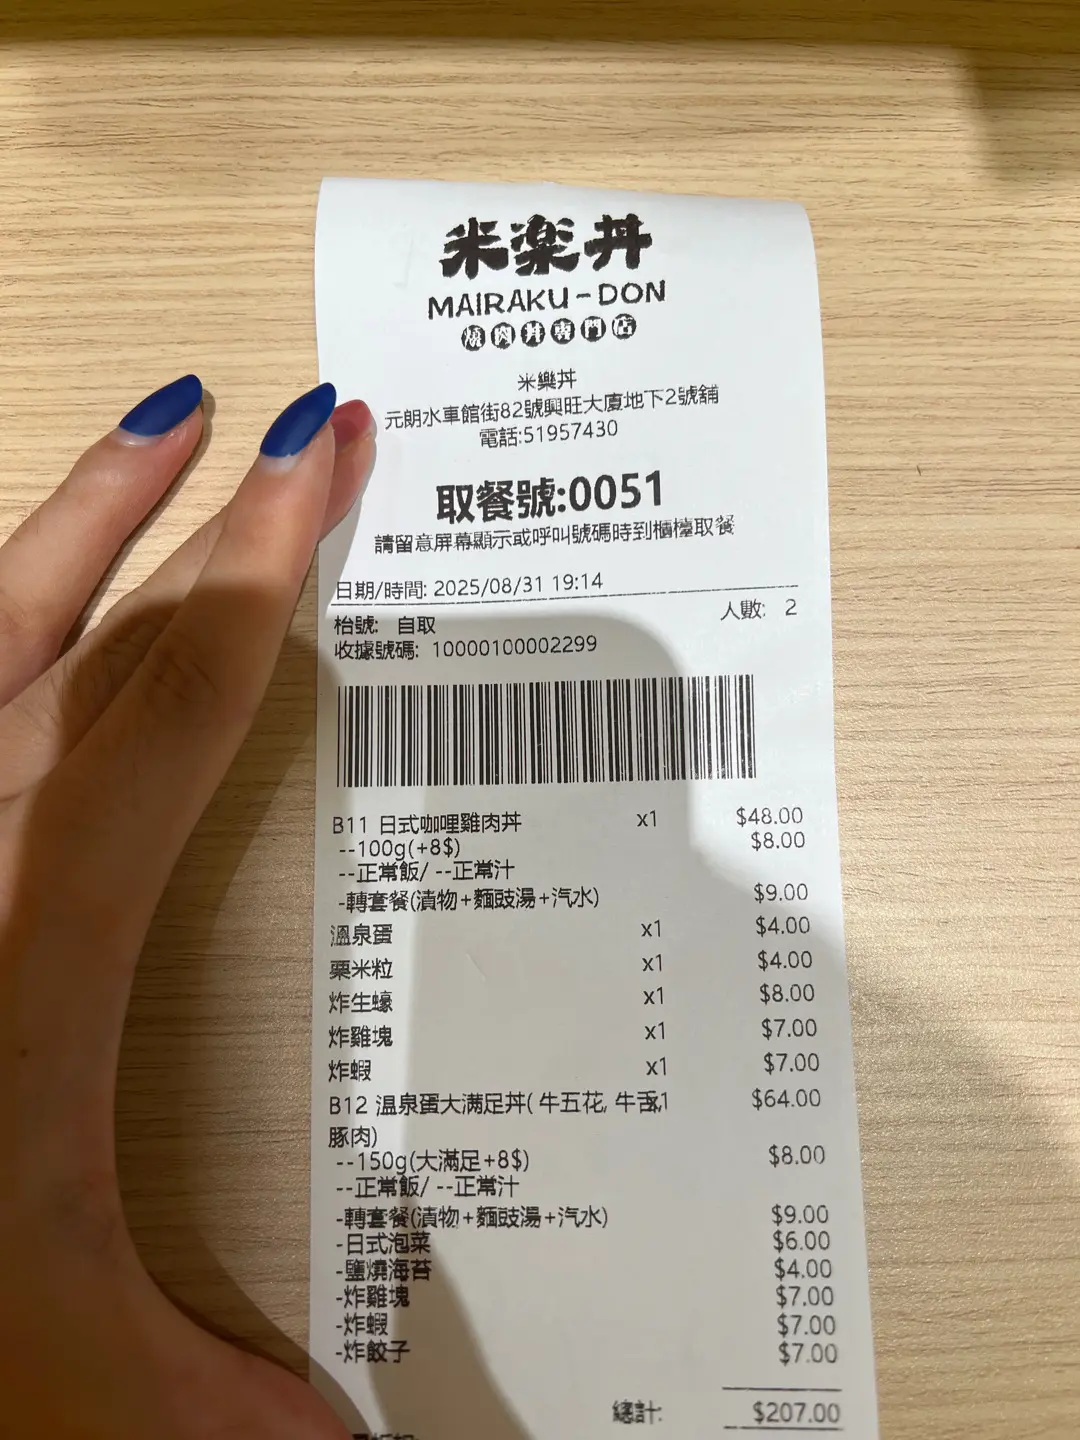 米楽丼
MAIRAKU-DON
燒肉丼専門店
米樂丼
元朗水車館街82號興旺大廈地下2號舖
電話:51957430
取餐號:0051
請留意屏幕顯示或呼叫號碼時到櫃檯取餐
日期/時間: 2025/08/31 19:14
枱號: 自取 人數: 2
收據號碼: 10000100002299
B11 日式咖哩雞肉丼 x1 $48.00
--100g(+8$) $8.00
--正常飯/ --正常汁
-轉套餐(漬物+麵豉湯+汽水) $9.00
溫泉蛋 x1 $4.00
粟米粒 x1 $4.00
炸生蠔 x1 $8.00
炸雞塊 x1 $7.00
炸蝦 x1 $7.00
B12 溫泉蛋大滿足丼( 牛五花, 牛舌, x1 $64.00
豚肉)
--150g(大滿足+8$) $8.00
--正常飯/ --正常汁
-轉套餐(漬物+麵豉湯+汽水) $9.00
-日式泡菜 $6.00
-鹽燒海苔 $4.00
-炸雞塊 $7.00
-炸蝦 $7.00
-炸餃子 $7.00
總計: $207.00